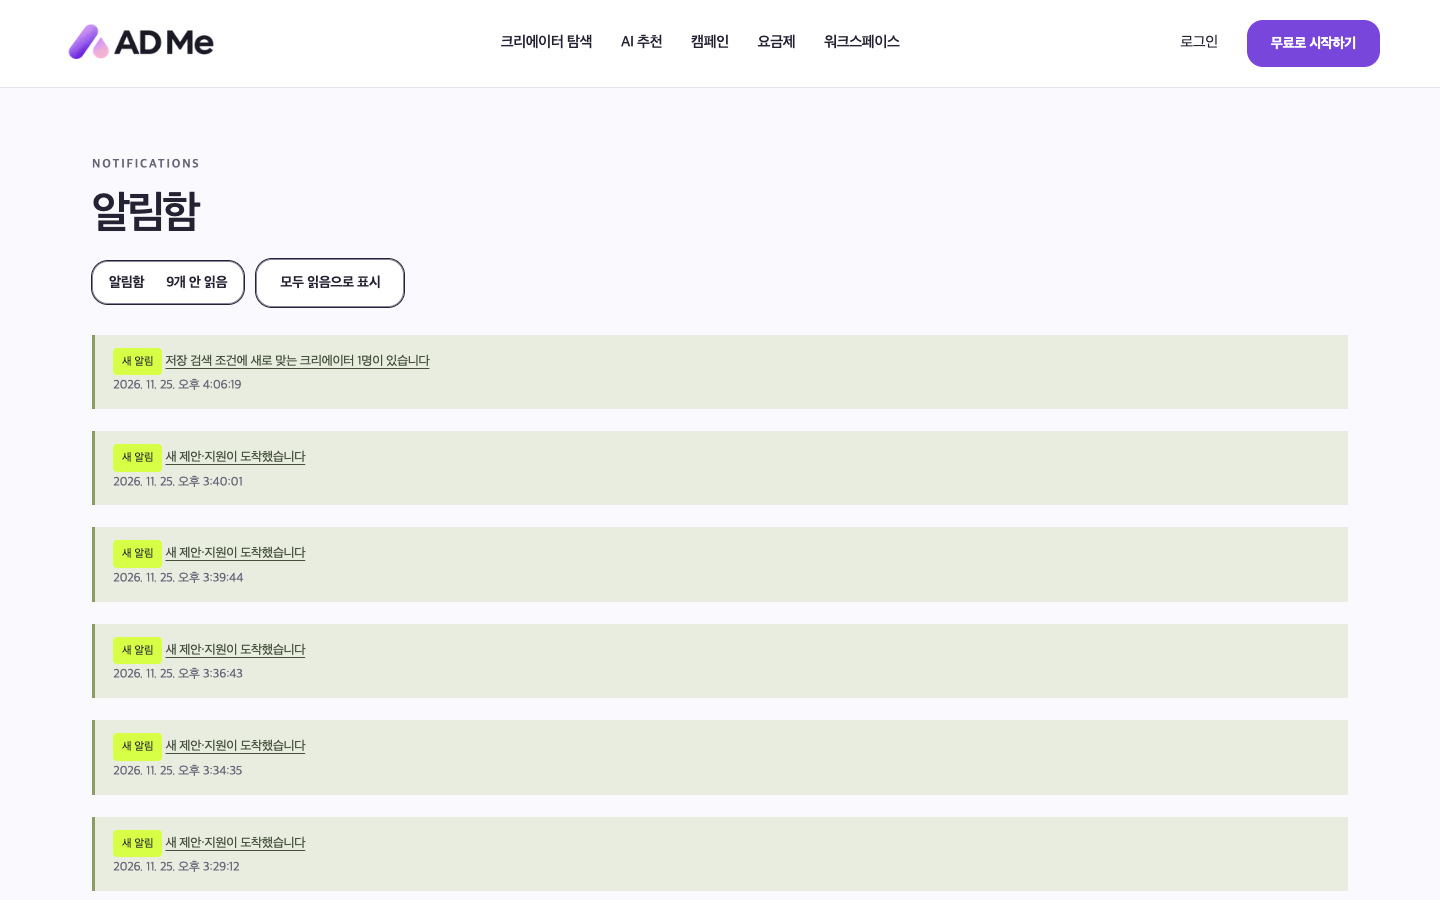 AD Me
크리에이터 탐색 AI 추천 캠페인 요금제 워크스페이스
로그인 무료로 시작하기
NOTIFICATIONS
알림함
알림함 9개 안 읽음 모두 읽음으로 표시
새 알림 저장 검색 조건에 새로 맞는 크리에이터 1명이 있습니다
2026. 11. 25. 오후 4:06:19
새 알림 새 제안·지원이 도착했습니다
2026. 11. 25. 오후 3:40:01
새 알림 새 제안·지원이 도착했습니다
2026. 11. 25. 오후 3:39:44
새 알림 새 제안·지원이 도착했습니다
2026. 11. 25. 오후 3:36:43
새 알림 새 제안·지원이 도착했습니다
2026. 11. 25. 오후 3:34:35
새 알림 새 제안·지원이 도착했습니다
2026. 11. 25. 오후 3:29:12